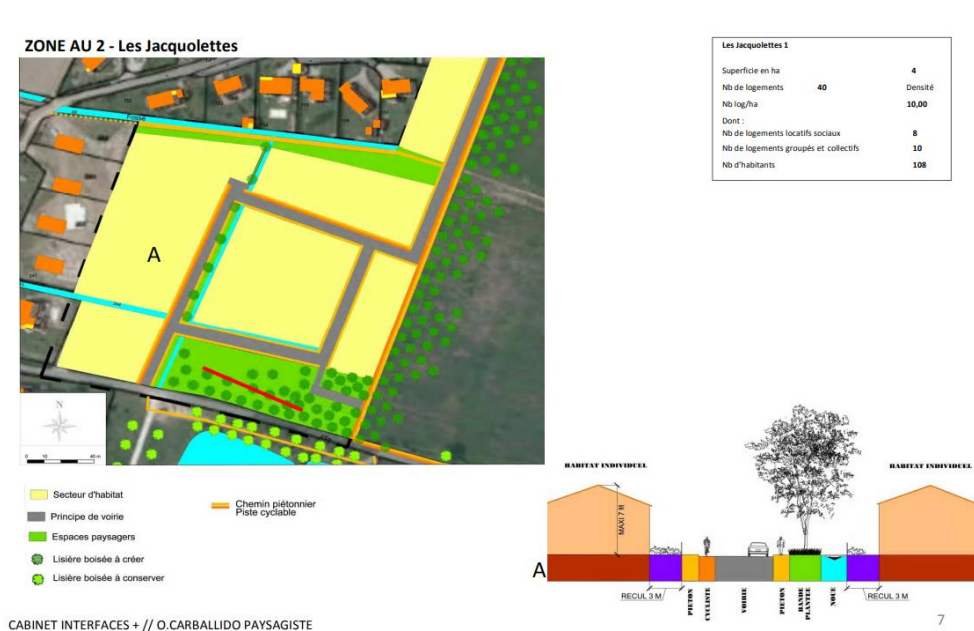 ZONE AU 2 - Les Jacquolettes
Les Jacquolettes 1
Superficie en ha 4
Nb de logements 40 Densité
Nb log/ha 10,00
Dont :
Nb de logements locatifs sociaux 8
Nb de logements groupés et collectifs 10
Nb d'habitants 108
A
N
Secteur d'habitat
Principe de voirie
Espaces paysagers
Lisière boisée à créer
Lisière boisée à conserver
Chemin piétonnier
Piste cyclable
HABITAT INDIVIDUEL
HABITAT INDIVIDUEL
MAXI 7 M
A
RECUL 3 M
PIETON
CYCLISTE
VOIRIE
PIETON
BANDE PLANTEE
NOUE
RECUL 3 M
CABINET INTERFACES + // O.CARBALLIDO PAYSAGISTE
7